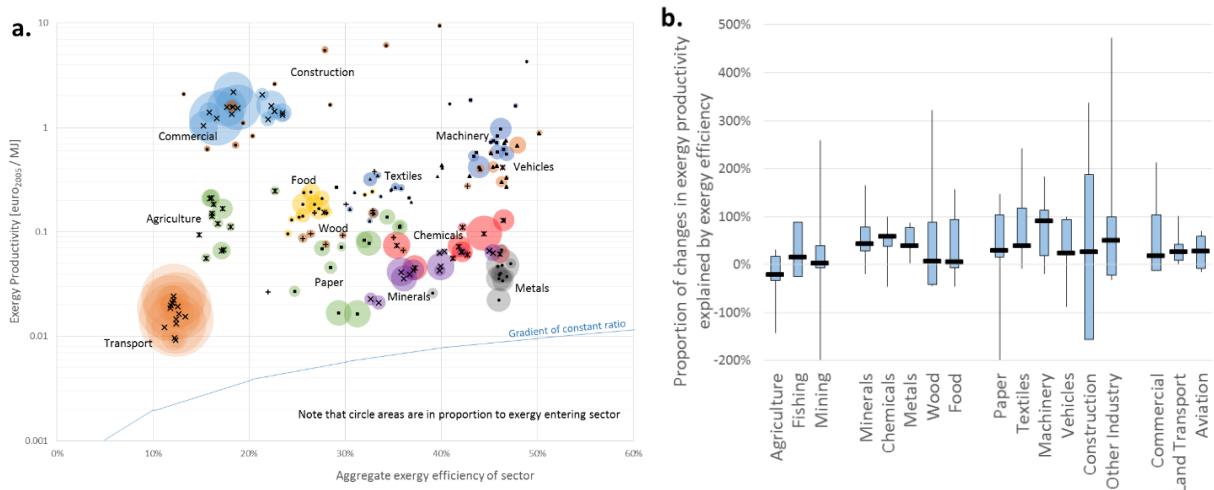 a.
Exergy Productivity [euro2005 / MJ]
10
1
0.1
0.01
0.001
Construction
Commercial
Machinery
Vehicles
Food
Textiles
Agriculture
Wood
Chemicals
Paper
Minerals
Metals
Transport
Gradient of constant ratio
Note that circle areas are in proportion to exergy entering sector
0%
10%
20%
30%
40%
50%
60%
Aggregate exergy efficiency of sector
b.
Proportion of changes in exergy productivity
explained by exergy efficiency
500%
400%
300%
200%
100%
0%
-100%
-200%
Agriculture
Fishing
Mining
Minerals
Chemicals
Metals
Wood
Food
Paper
Textiles
Machinery
Vehicles
Construction
Other Industry
Commercial
Land Transport
Aviation